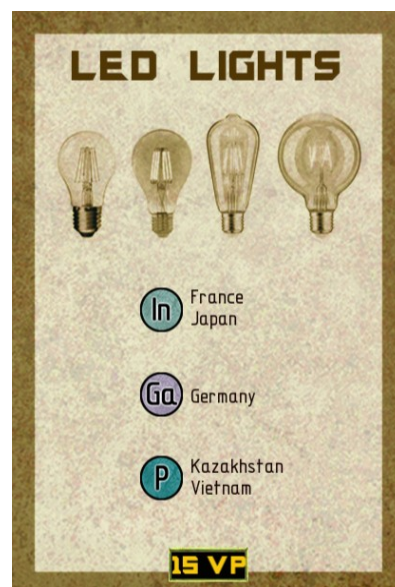 LED LIGHTS
In
France
Japan
Ga
Germany
P
Kazakhstan
Vietnam
15 VP